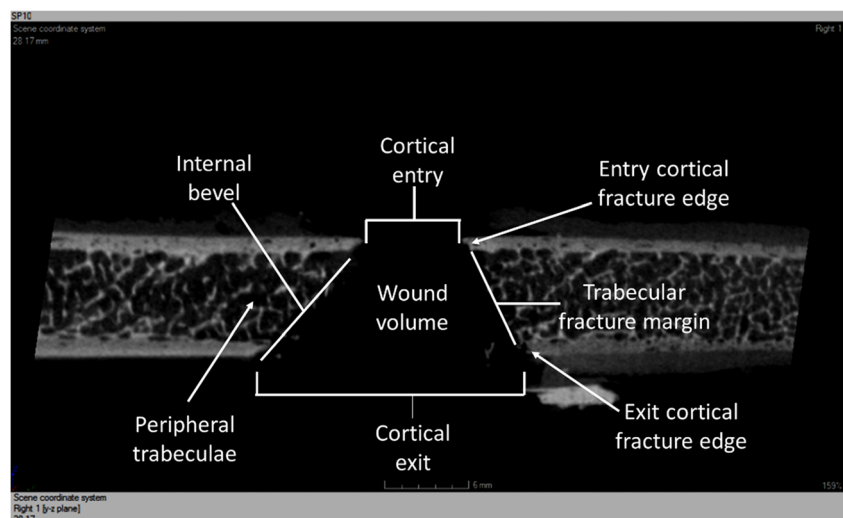 SP10
Scene coordinate system
28.17 mm
Right 1
Cortical
entry
Internal
bevel
Entry cortical
fracture edge
Wound
volume
Trabecular
fracture margin
Peripheral
trabeculae
Cortical
exit
Exit cortical
fracture edge
6 mm
159%
Scene coordinate system
Right 1 [y-z plane]
28.17